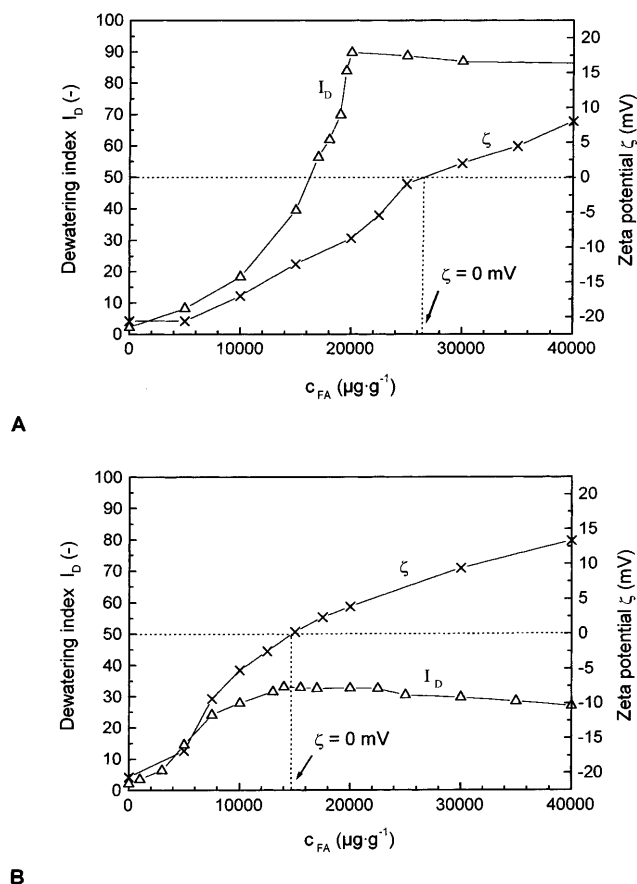 100
90
80
70
60
50
40
30
20
10
0
Dewatering index I_D (-)
I_D
ζ
ζ = 0 mV
20
15
10
5
0
-5
-10
-15
-20
Zeta potential ζ (mV)
0 10000 20000 30000 40000
c_FA (µg·g⁻¹)
A
100
90
80
70
60
50
40
30
20
10
0
Dewatering index I_D (-)
ζ
I_D
ζ = 0 mV
20
15
10
5
0
-5
-10
-15
-20
Zeta potential ζ (mV)
0 10000 20000 30000 40000
c_FA (µg·g⁻¹)
B